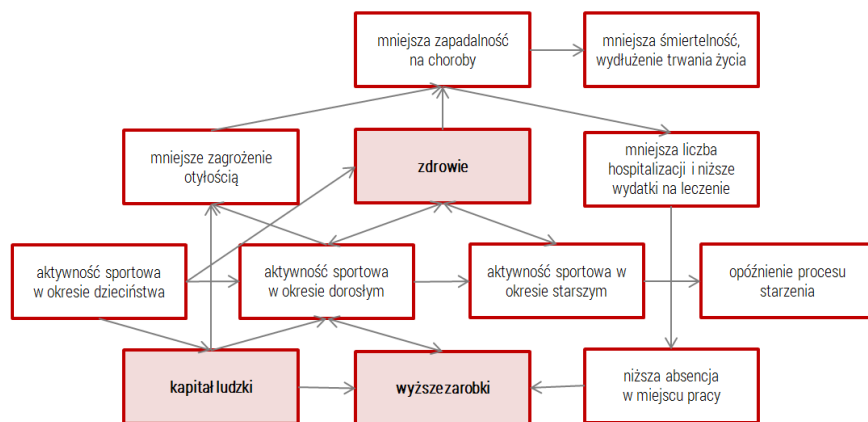 mniejsza zapadalność
na choroby
mniejsza śmiertelność,
wydłużenie trwania życia
mniejsze zagrożenie
otyłością
zdrowie
mniejsza liczba
hospitalizacji i niższe
wydatki na leczenie
aktywność sportowa
w okresie dzieciństwa
aktywność sportowa
w okresie dorosłym
aktywność sportowa w
okresie starszym
opóźnienie procesu
starzenia
kapitał ludzki
wyższe zarobki
niższa absencja
w miejscu pracy